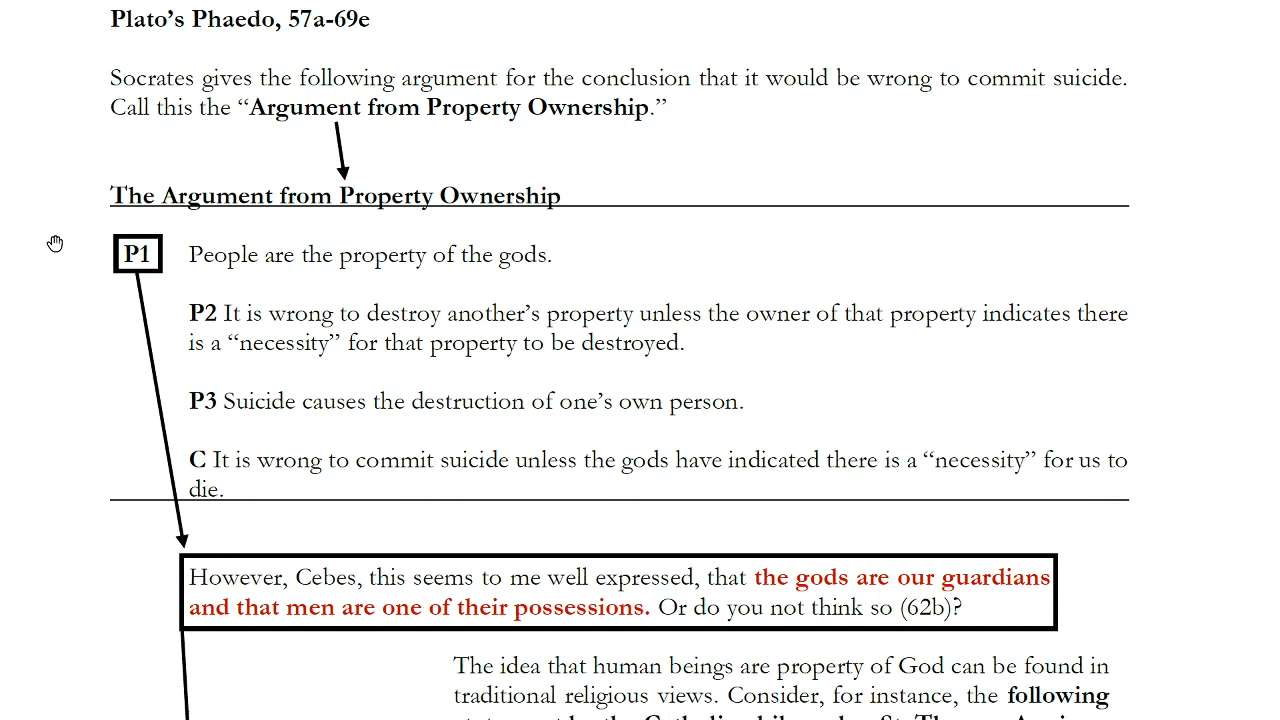 Plato’s Phaedo, 57a-69e
Socrates gives the following argument for the conclusion that it would be wrong to commit suicide.
Call this the “Argument from Property Ownership.”
The Argument from Property Ownership
P1 People are the property of the gods.
P2 It is wrong to destroy another’s property unless the owner of that property indicates there
is a “necessity” for that property to be destroyed.
P3 Suicide causes the destruction of one’s own person.
C It is wrong to commit suicide unless the gods have indicated there is a “necessity” for us to
die.
However, Cebes, this seems to me well expressed, that the gods are our guardians
and that men are one of their possessions. Or do you not think so (62b)?
The idea that human beings are property of God can be found in
traditional religious views. Consider, for instance, the following